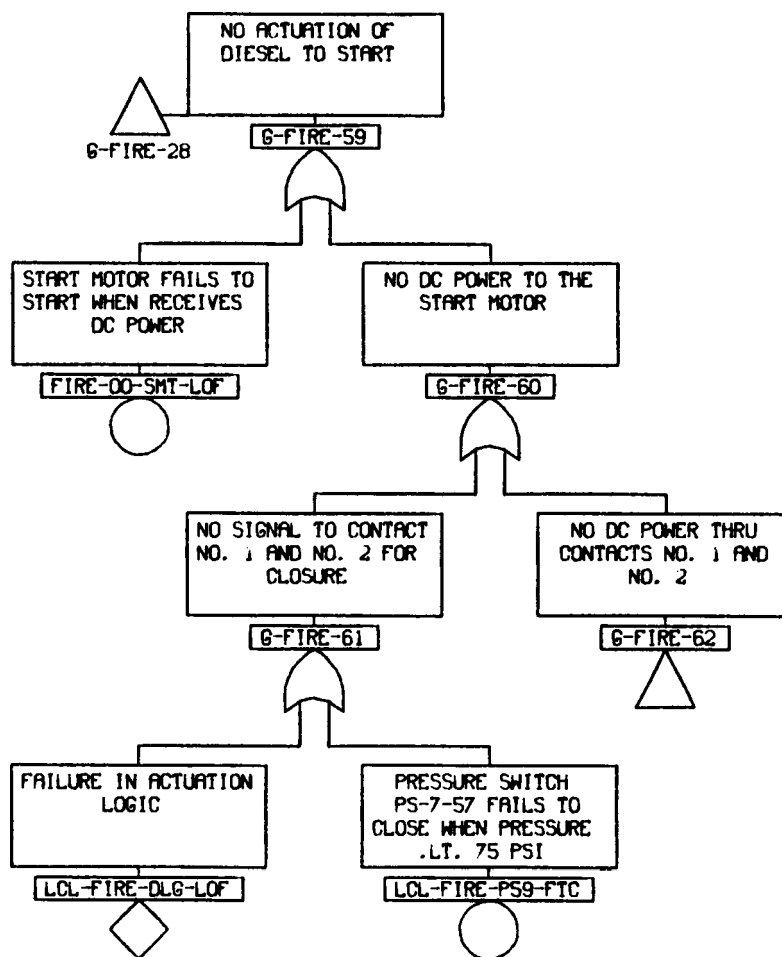 NO ACTUATION OF
DIESEL TO START
G-FIRE-28
G-FIRE-59
START MOTOR FAILS TO
START WHEN RECEIVES
DC POWER
FIRE-OO-SMT-LOF
NO DC POWER TO THE
START MOTOR
G-FIRE-60
NO SIGNAL TO CONTACT
NO. 1 AND NO. 2 FOR
CLOSURE
G-FIRE-61
NO DC POWER THRU
CONTACTS NO. 1 AND
NO. 2
G-FIRE-62
FAILURE IN ACTUATION
LOGIC
LCL-FIRE-DLG-LOF
PRESSURE SWITCH
PS-7-57 FAILS TO
CLOSE WHEN PRESSURE
.LT. 75 PSI
LCL-FIRE-PS9-FTC